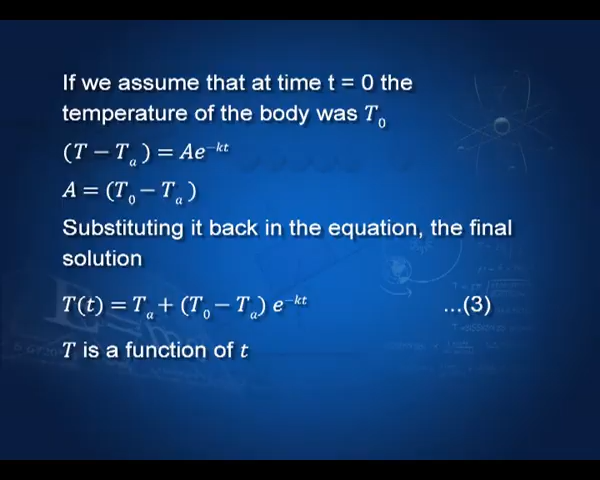 If we assume that at time t = 0 the
temperature of the body was T₀
(T − Tₐ) = Ae⁻ᵏᵗ
A = (T₀ − Tₐ)
Substituting it back in the equation, the final
solution
T(t) = Tₐ + (T₀ − Tₐ) e⁻ᵏᵗ ...(3)
T is a function of t